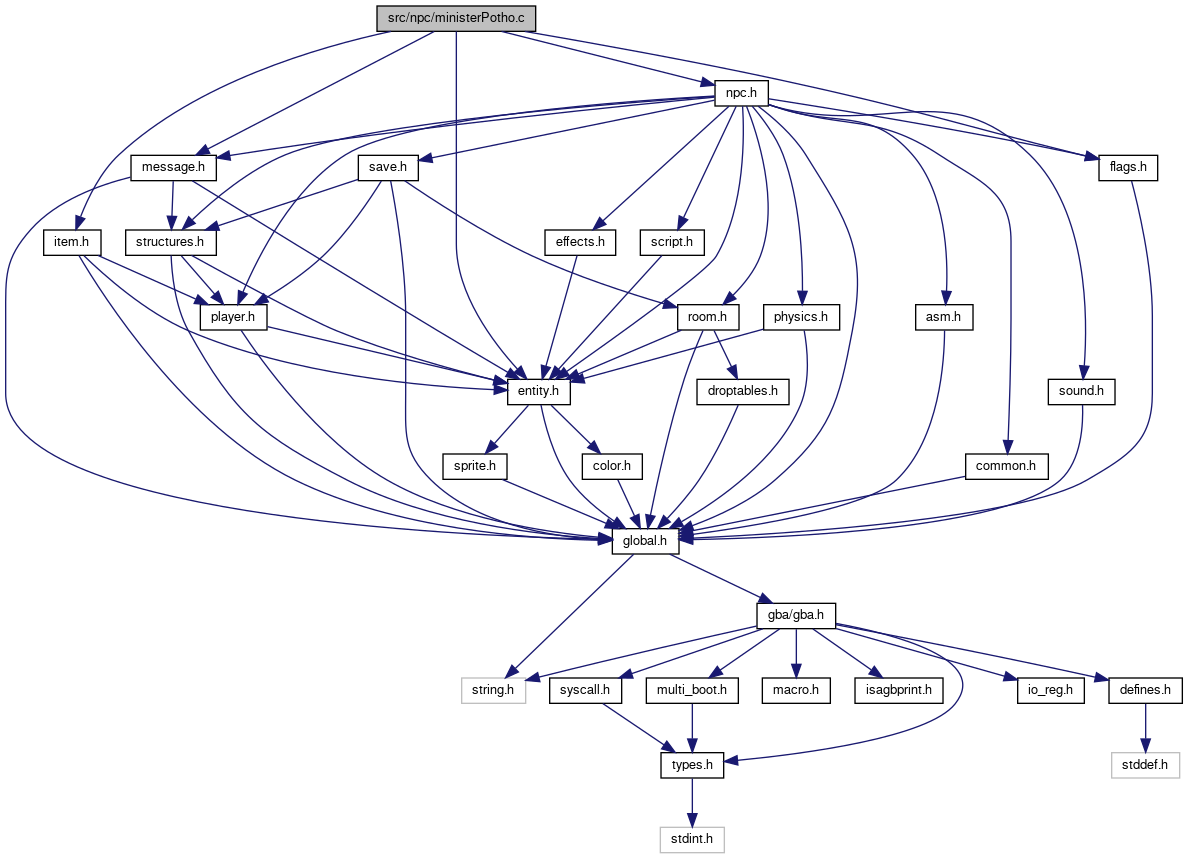 src/npc/ministerPotho.c
npc.h
message.h
save.h
flags.h
item.h
structures.h
effects.h
script.h
player.h
room.h
physics.h
asm.h
entity.h
droptables.h
sound.h
sprite.h
color.h
common.h
global.h
gba/gba.h
string.h
syscall.h
multi_boot.h
macro.h
isagbprint.h
io_reg.h
defines.h
types.h
stddef.h
stdint.h